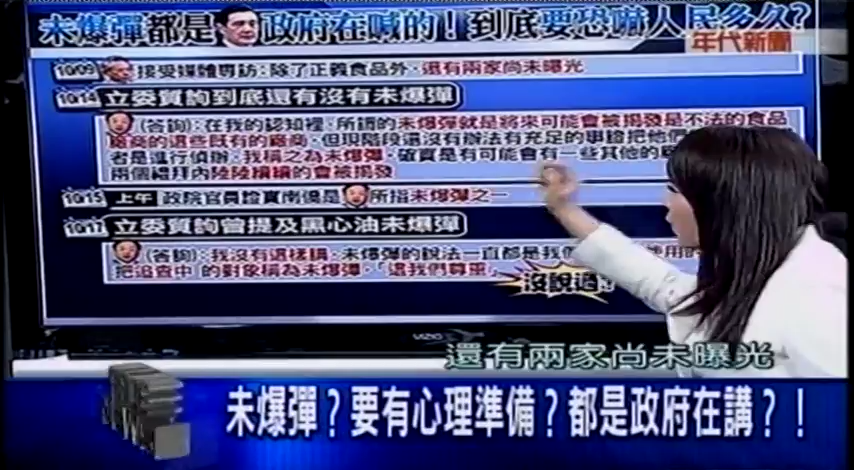 未爆彈都是 政府在喊的！到底要恐嚇人民多久？
年代新聞
10/09 接受媒體專訪：除了正義食品外，還有兩家尚未曝光
10/14 立委質詢到底還有沒有未爆彈
(答詢)：在我的認知裡，所謂的未爆彈就是將來可能會被揭發是不法的食品
廠商的這些既有的廠商，但現階段還沒有辦法有充足的事證把他們
者是進行偵辦，我稱之為未爆彈，確實是有可能會有一些其他的
兩個禮拜內陸陸續續的會被揭發
10/15 上午 政院官員證實南僑是 所指未爆彈之一
10/17 立委質詢曾提及黑心油未爆彈
(答詢)：我沒有這樣講，未爆彈的說法一直都是我們 使用的
把追查中的對象稱為未爆彈，「這我們尊重」
沒說過？
還有兩家尚未曝光
未爆彈？要有心理準備？都是政府在講？！